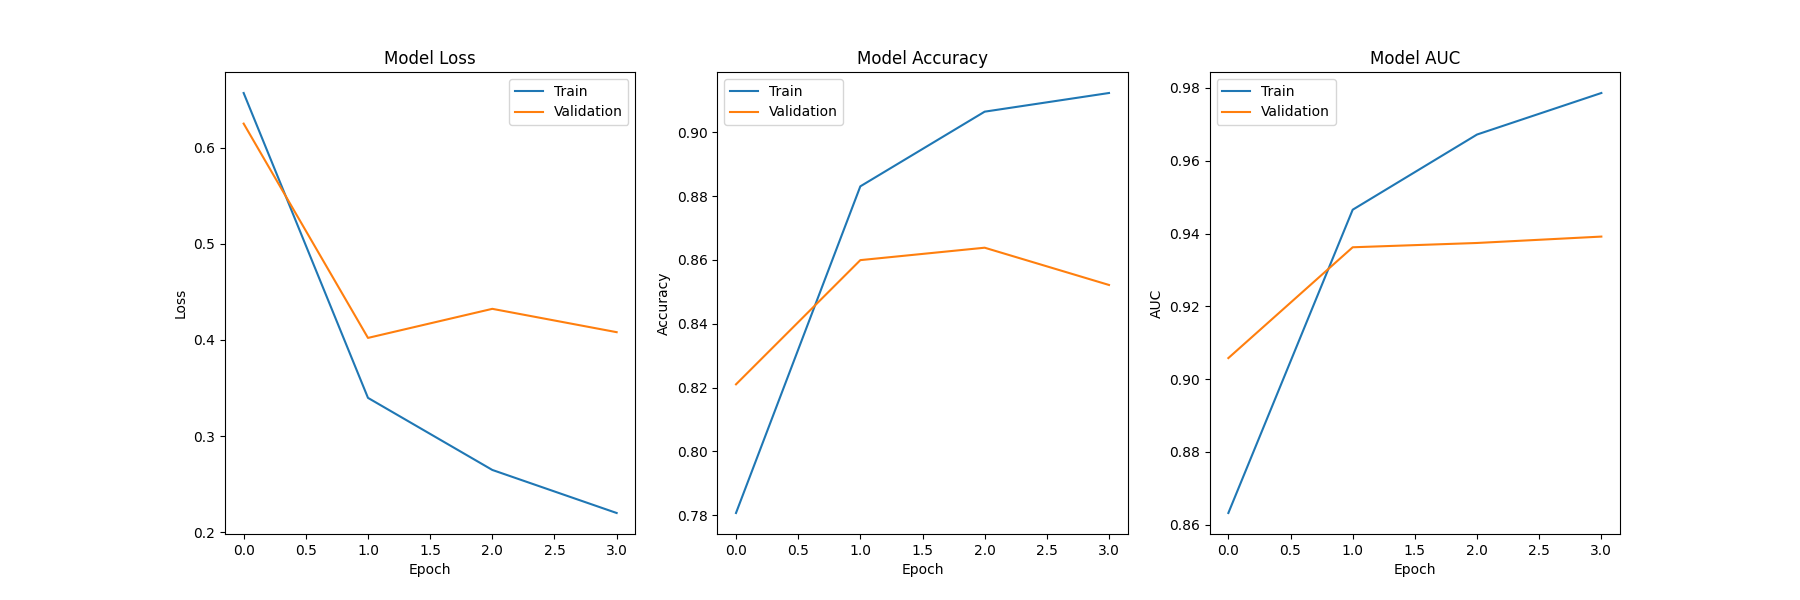 Model Loss
Train
Validation
0.6
0.5
0.4
0.3
0.2
Loss
0.0 0.5 1.0 1.5 2.0 2.5 3.0
Epoch
Model Accuracy
Train
Validation
0.90
0.88
0.86
0.84
0.82
0.80
0.78
Accuracy
0.0 0.5 1.0 1.5 2.0 2.5 3.0
Epoch
Model AUC
Train
Validation
0.98
0.96
0.94
0.92
0.90
0.88
0.86
AUC
0.0 0.5 1.0 1.5 2.0 2.5 3.0
Epoch